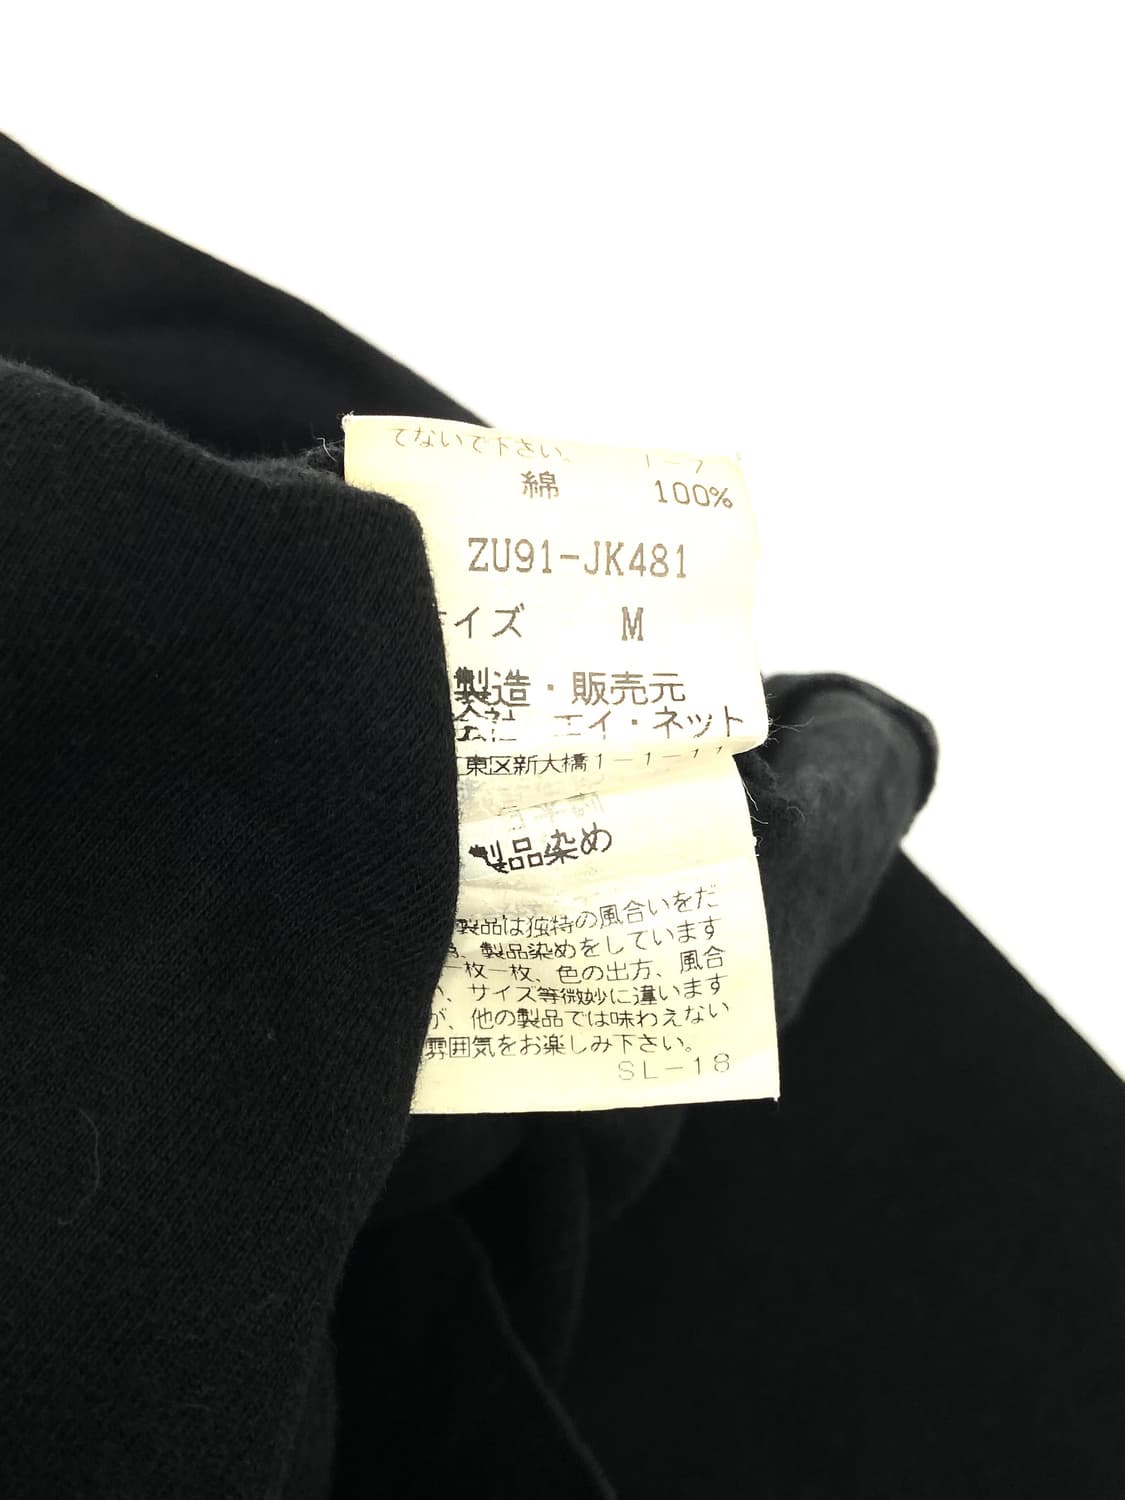 てないで下さい。
綿 100%
ZU91-JK481
イズ M
製造・販売元
会社 エイ・ネット
東区新大橋1-1-11
製品染め
製品は独特の風合いをだ
、製品染めをしています
一枚一枚、色の出方、風合
い、サイズ等微妙に違います
が、他の製品では味わえない
雰囲気をお楽しみ下さい。
SL-18